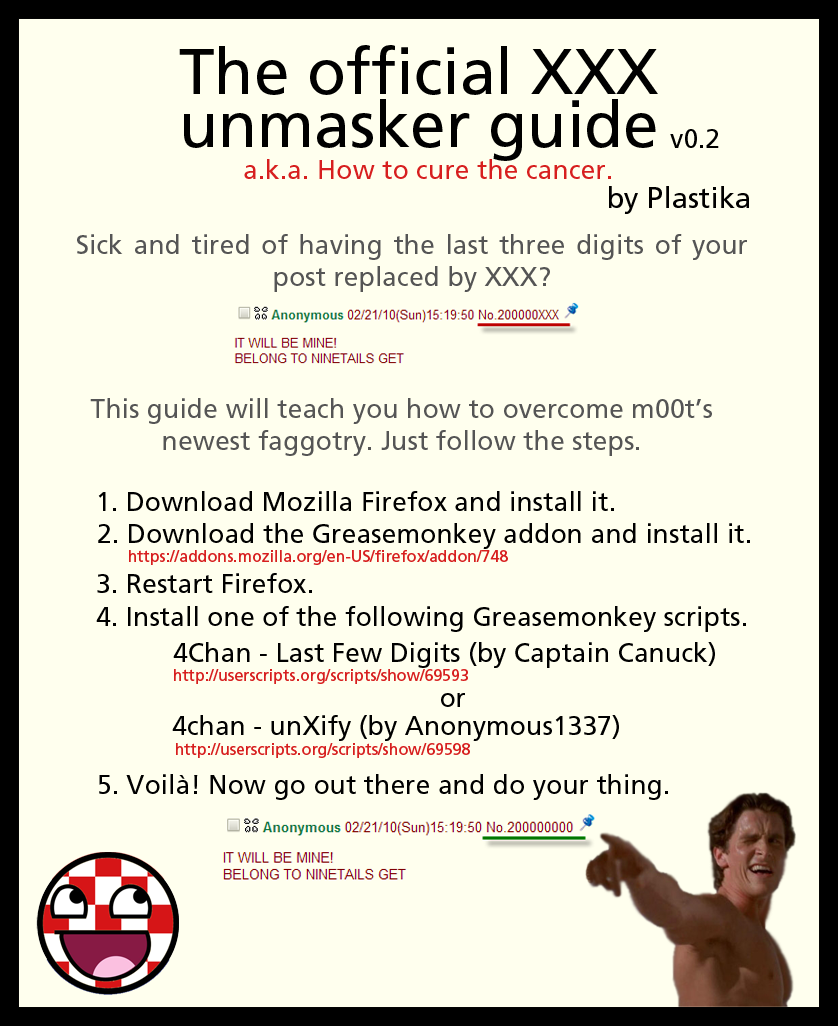 The official XXX
unmasker guide v0.2
a.k.a. How to cure the cancer.
by Plastika
Sick and tired of having the last three digits of your
post replaced by XXX?
Anonymous 02/21/10(Sun)15:19:50 No.200000XXX
IT WILL BE MINE!
BELONG TO NINETAILS GET
This guide will teach you how to overcome m00t's
newest faggotry. Just follow the steps.
1. Download Mozilla Firefox and install it.
2. Download the Greasemonkey addon and install it.
https://addons.mozilla.org/en-US/firefox/addon/748
3. Restart Firefox.
4. Install one of the following Greasemonkey scripts.
4Chan - Last Few Digits (by Captain Canuck)
http://userscripts.org/scripts/show/69593
or
4chan - unXify (by Anonymous1337)
http://userscripts.org/scripts/show/69598
5. Voilà! Now go out there and do your thing.
Anonymous 02/21/10(Sun)15:19:50 No.200000000
IT WILL BE MINE!
BELONG TO NINETAILS GET